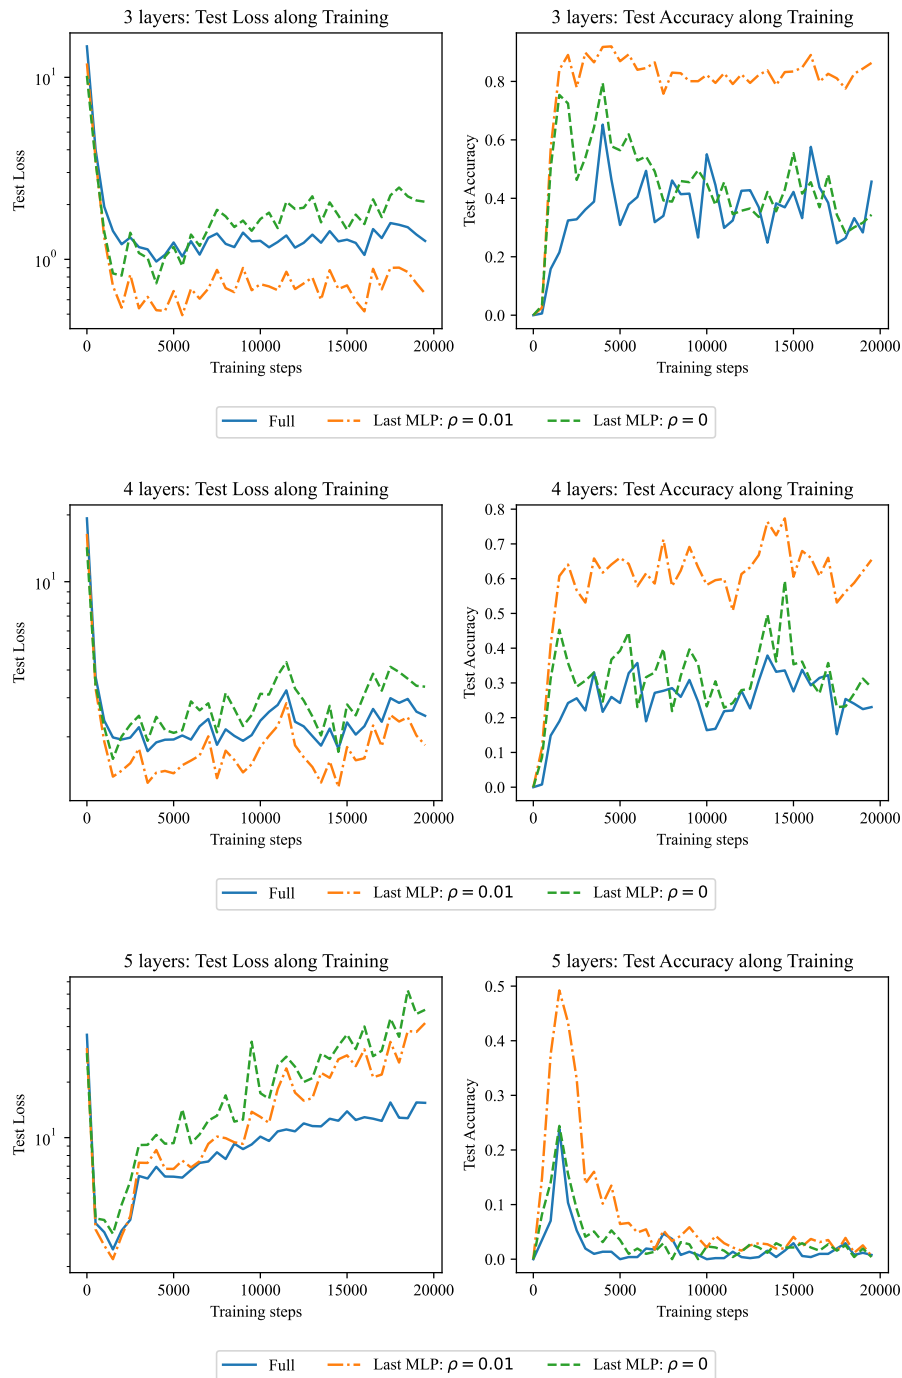 3 layers: Test Loss along Training
3 layers: Test Accuracy along Training
Test Loss
10^1
10^0
0 5000 10000 15000 20000
Training steps
Test Accuracy
0.8
0.6
0.4
0.2
0.0
0 5000 10000 15000 20000
Training steps
Full Last MLP: ρ = 0.01 Last MLP: ρ = 0
4 layers: Test Loss along Training
4 layers: Test Accuracy along Training
Test Loss
10^1
0 5000 10000 15000 20000
Training steps
Test Accuracy
0.8
0.7
0.6
0.5
0.4
0.3
0.2
0.1
0.0
0 5000 10000 15000 20000
Training steps
Full Last MLP: ρ = 0.01 Last MLP: ρ = 0
5 layers: Test Loss along Training
5 layers: Test Accuracy along Training
Test Loss
10^1
0 5000 10000 15000 20000
Training steps
Test Accuracy
0.5
0.4
0.3
0.2
0.1
0.0
0 5000 10000 15000 20000
Training steps
Full Last MLP: ρ = 0.01 Last MLP: ρ = 0